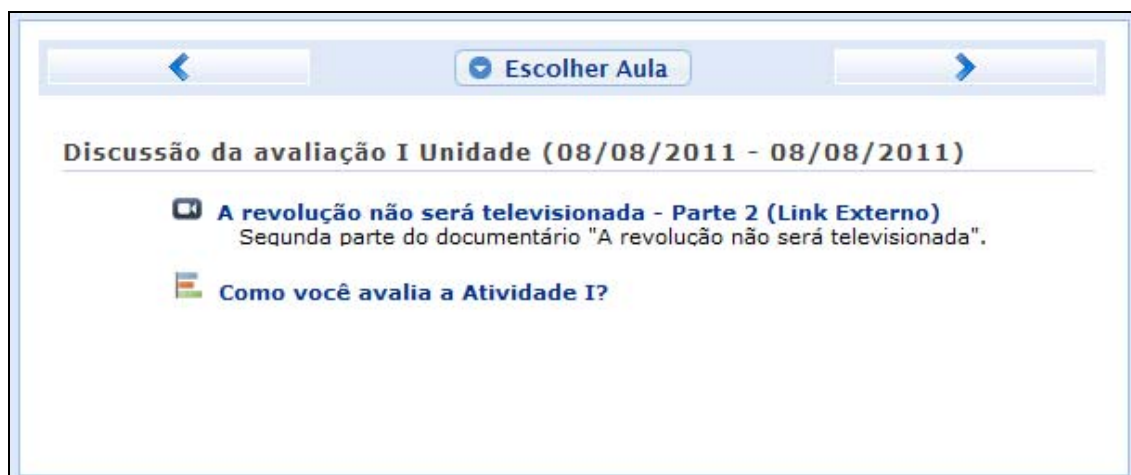 Escolher Aula
Discussão da avaliação I Unidade (08/08/2011 - 08/08/2011)
A revolução não será televisionada - Parte 2 (Link Externo)
Segunda parte do documentário "A revolução não será televisionada".
Como você avalia a Atividade I?